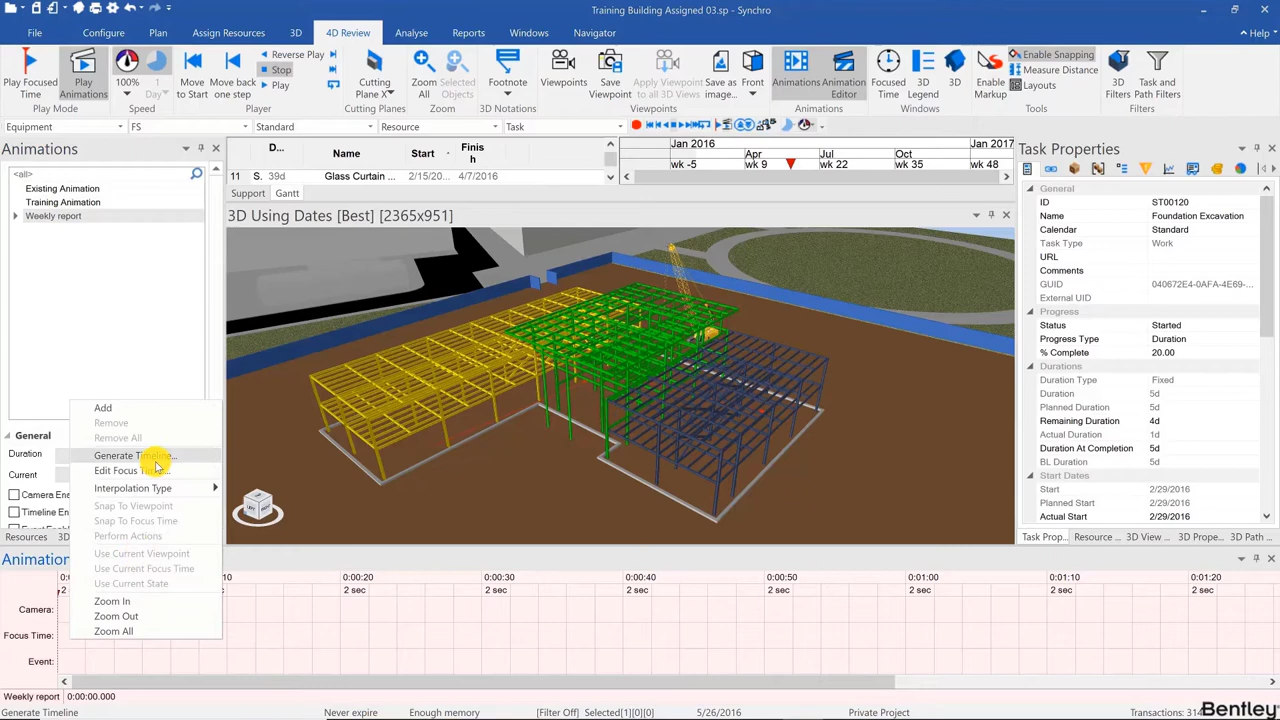 Training Building Assigned 03.sp - Synchro
File Configure Plan Assign Resources 3D 4D Review Analyse Reports Windows Navigator Help
Play Focused Time
Play Animations
Play Mode
100%
1 Day
Speed
Move to Start
Move back one step
Reverse Play
Stop
Play
Player
Cutting Plane X
Cutting Planes
Zoom All
Selected Objects
Zoom
Footnote
3D Notations
Viewpoints
Save Viewpoint
Apply Viewpoint to all 3D Views
Save as image...
Front
Viewpoints
Animations
Animation Editor
Animations
Focused Time
3D Legend
3D
Windows
Enable Markup
Enable Snapping
Measure Distance
Layouts
Tools
3D Filters
Task and Path Filters
Filters
Equipment FS Standard Resource Task
Animations
<all>
Existing Animation
Training Animation
Weekly report
General
Duration
Current
Camera Ena
Timeline En
Resources 3D
D... Name Start Finish
11 S. 39d Glass Curtain ... 2/15/20... 4/7/2016
Support Gantt
Jan 2016 Jan 2017
Apr Jul Oct
wk -5 wk 9 wk 22 wk 35 wk 48
3D Using Dates [Best] [2365x951]
LEFT
Task Properties
General
ID ST00120
Name Foundation Excavation
Calendar Standard
Task Type Work
URL
Comments
GUID 040672E4-0AFA-4E69-...
External UID
Progress
Status Started
Progress Type Duration
% Complete 20.00
Durations
Duration Type Fixed
Planned Duration 5d
Remaining Duration 4d
Actual Duration 1d
Duration At Completion 5d
BL Duration 5d
Start Dates
Start 2/29/2016
Planned Start 2/29/2016
Actual Start 2/29/2016
Task Prop... Resource ... 3D View ... 3D Prope... 3D Path ...
Add
Remove
Remove All
Generate Timeline...
Edit Focus Time...
Interpolation Type
Snap To Viewpoint
Snap To Focus Time
Perform Actions
Use Current Viewpoint
Use Current Focus Time
Use Current State
Zoom In
Zoom Out
Zoom All
Animation
0:00:20 0:00:30 0:00:40 0:00:50 0:01:00 0:01:10 0:01:20
2 sec 2 sec 2 sec 2 sec 2 sec 2 sec 2 sec
Camera:
Focus Time:
Event:
Weekly report 0:00:00.000
Generate Timeline Never expire Enough memory [Filter Off] Selected[1][0][0] 5/26/2016 Private Project Transactions: 314
Bentley